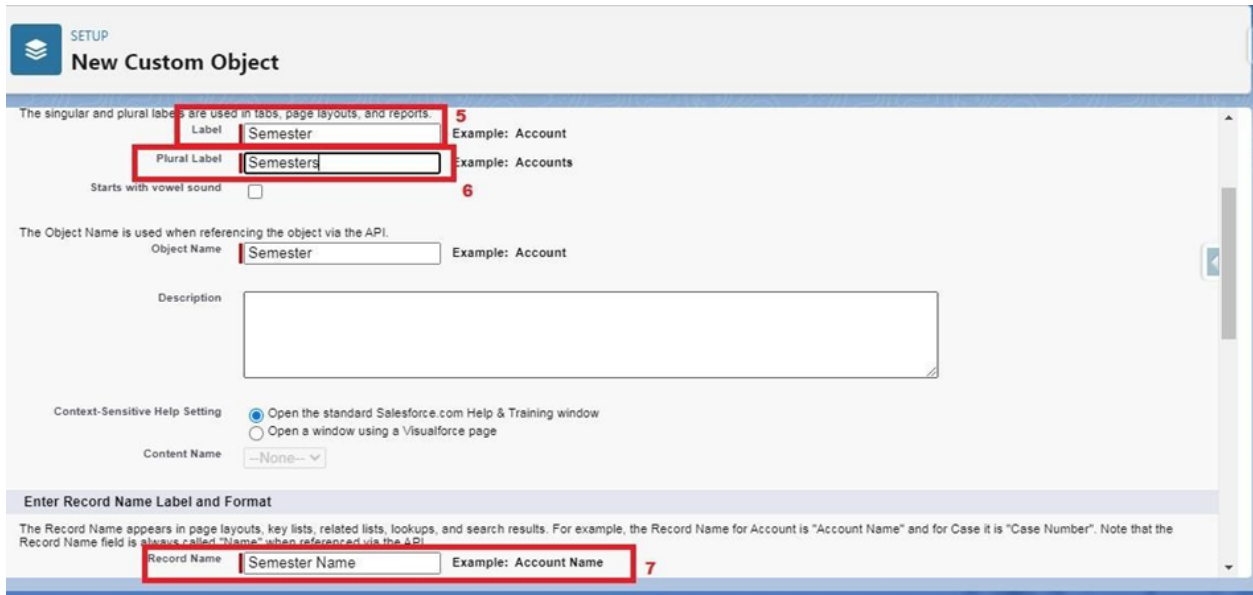 SETUP
New Custom Object
The singular and plural labels are used in tabs, page layouts, and reports.
5
Label Semester Example: Account
Plural Label Semesters Example: Accounts
Starts with vowel sound
6
The Object Name is used when referencing the object via the API.
Object Name Semester Example: Account
Description
Context-Sensitive Help Setting Open the standard Salesforce.com Help & Training window
Open a window using a Visualforce page
Content Name --None--
Enter Record Name Label and Format
The Record Name appears in page layouts, key lists, related lists, lookups, and search results. For example, the Record Name for Account is "Account Name" and for Case it is "Case Number". Note that the
Record Name field is always called "Name" when referenced via the API.
Record Name Semester Name Example: Account Name
7